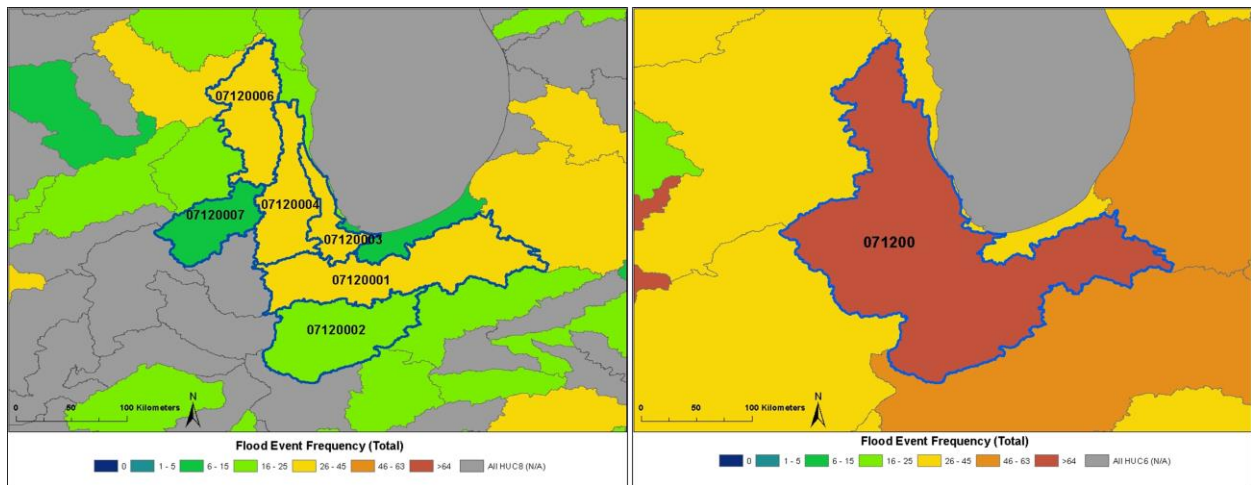 07120006
07120007
07120004
07120003
07120001
07120002
N
0 50 100 Kilometers
Flood Event Frequency (Total)
0 1 - 5 6 - 15 16 - 25 26 - 45 46 - 63 >64 All HUC8 (N/A)
071200
N
0 50 100 Kilometers
Flood Event Frequency (Total)
0 1 - 5 6 - 15 16 - 25 26 - 45 46 - 63 >64 All HUC6 (N/A)